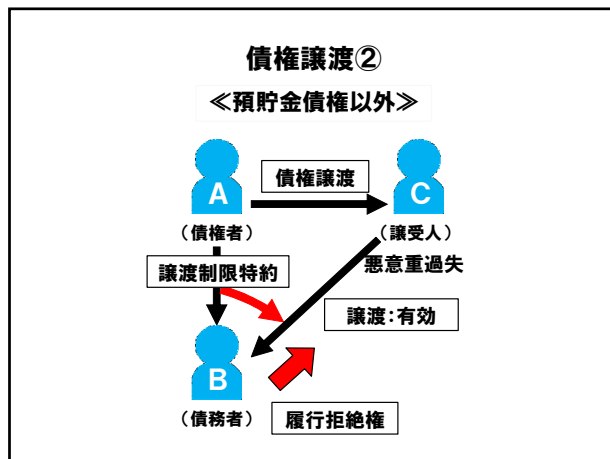 債権譲渡②
≪預貯金債権以外≫
A
債権譲渡
C
（債権者）
（譲受人）
譲渡制限特約
悪意重過失
譲渡：有効
B
（債務者）
履行拒絶権